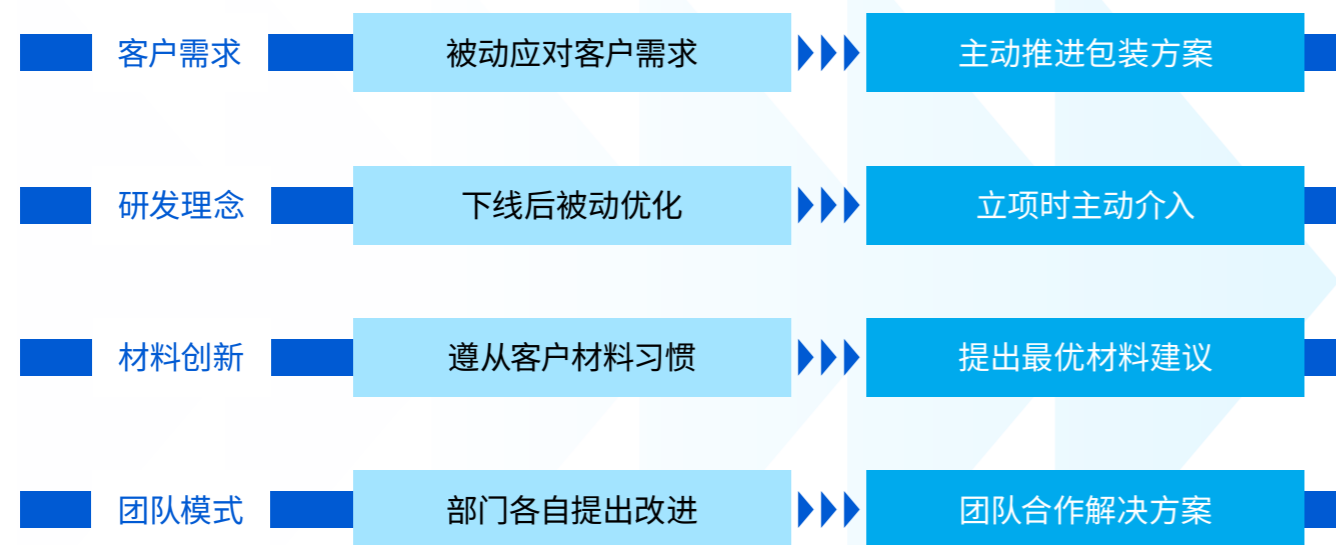 客户需求 被动应对客户需求 主动推进包装方案
研发理念 下线后被动优化 立项时主动介入
材料创新 遵从客户材料习惯 提出最优材料建议
团队模式 部门各自提出改进 团队合作解决方案